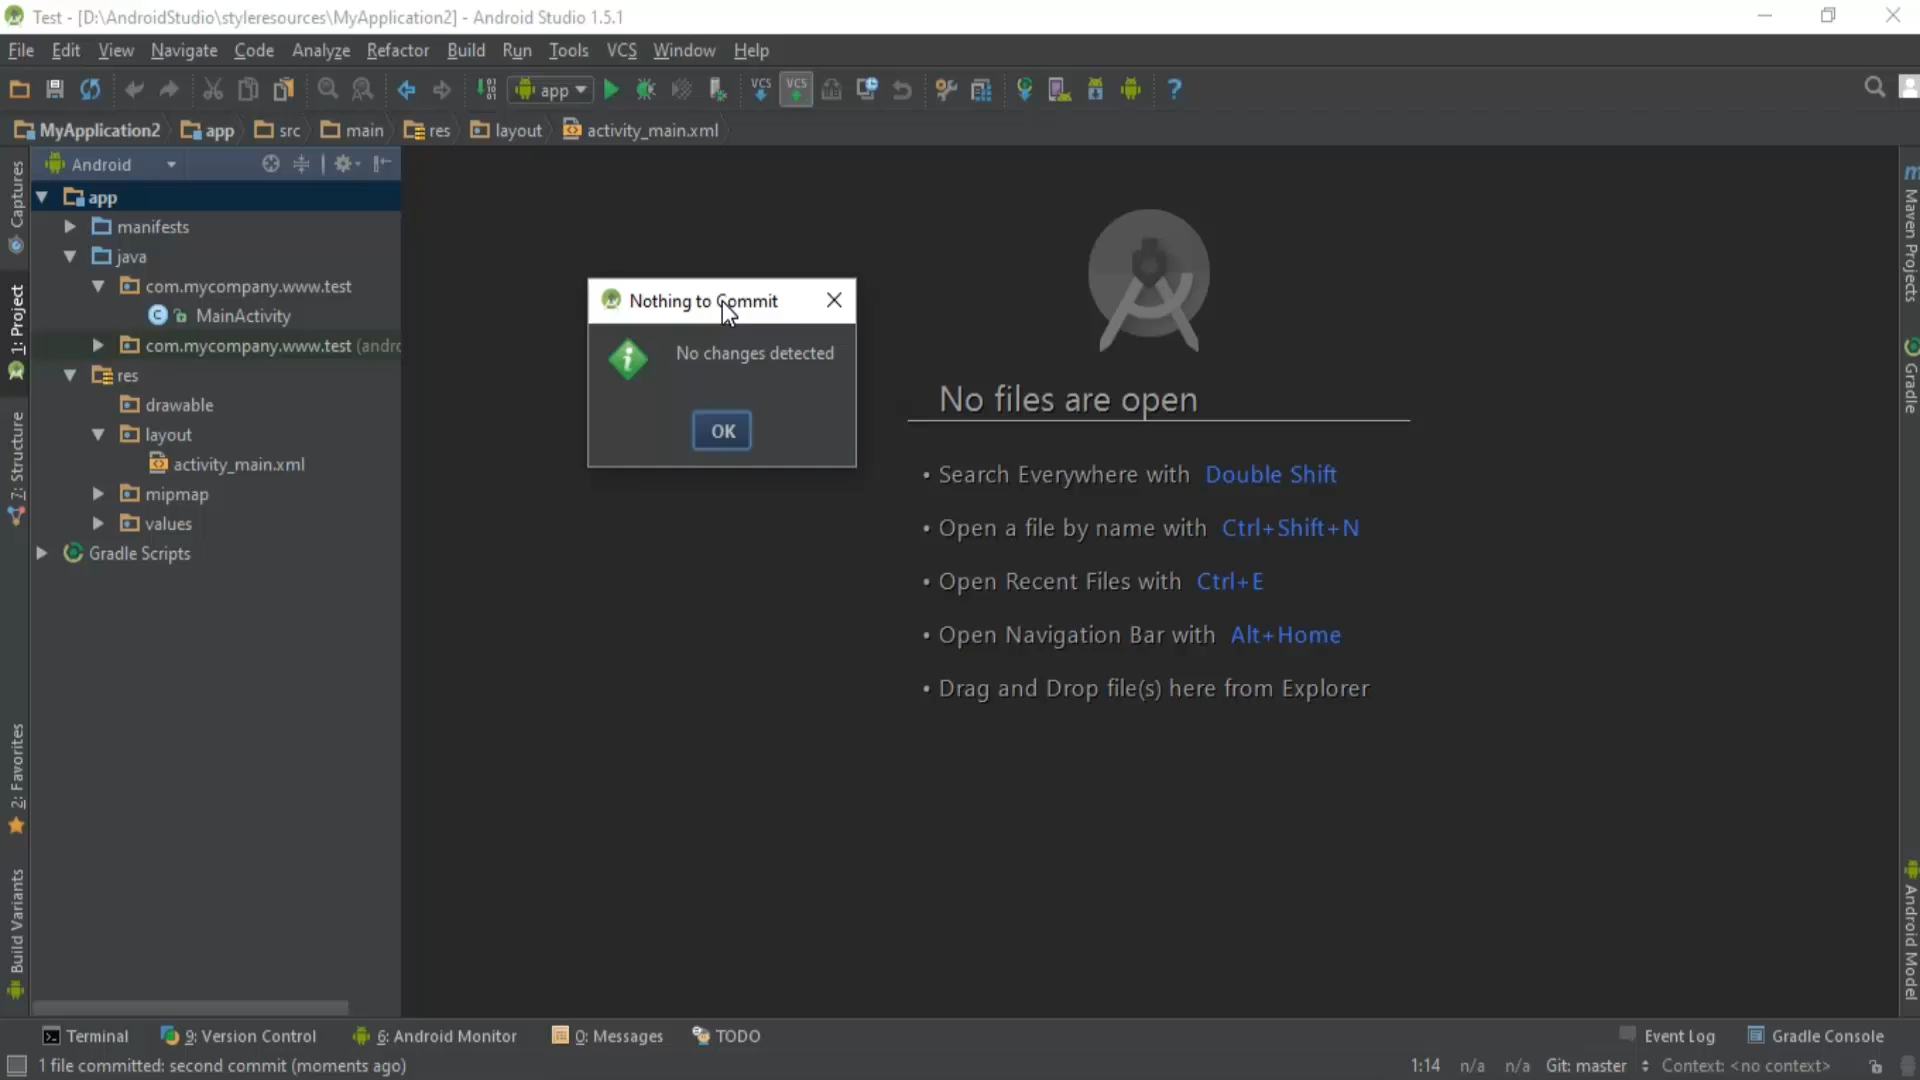 Test - [D:\AndroidStudio\styleresources\MyApplication2] - Android Studio 1.5.1
File Edit View Navigate Code Analyze Refactor Build Run Tools VCS Window Help
app VCS VCS ?
MyApplication2 app src main res layout activity_main.xml
Android
app
manifests
java
com.mycompany.www.test
MainActivity
com.mycompany.www.test (andro
res
drawable
layout
activity_main.xml
mipmap
values
Gradle Scripts
Captures
1: Project
7: Structure
2: Favorites
Build Variants
Nothing to Commit
No changes detected
OK
No files are open
• Search Everywhere with Double Shift
• Open a file by name with Ctrl+Shift+N
• Open Recent Files with Ctrl+E
• Open Navigation Bar with Alt+Home
• Drag and Drop file(s) here from Explorer
Maven Projects
Gradle
Android Model
Terminal 9: Version Control 6: Android Monitor 0: Messages TODO Event Log Gradle Console
1 file committed: second commit (moments ago) 1:14 n/a n/a Git: master Context: <no context>